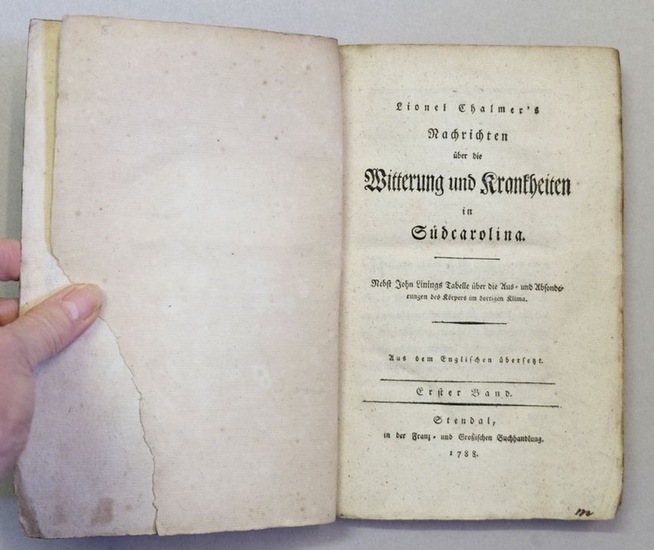 Lionel Chalmer's
Nachrichten
über die
Witterung und Krankheiten
in
Südcarolina.
Nebst John Linings Tabelle über die Aus- und Absonde-
rungen des Körpers im dortigen Klima.
Aus dem Englischen übersetzt.
Erster Band.
Stendal,
in der Franz- und Großischen Buchhandlung.
1788.